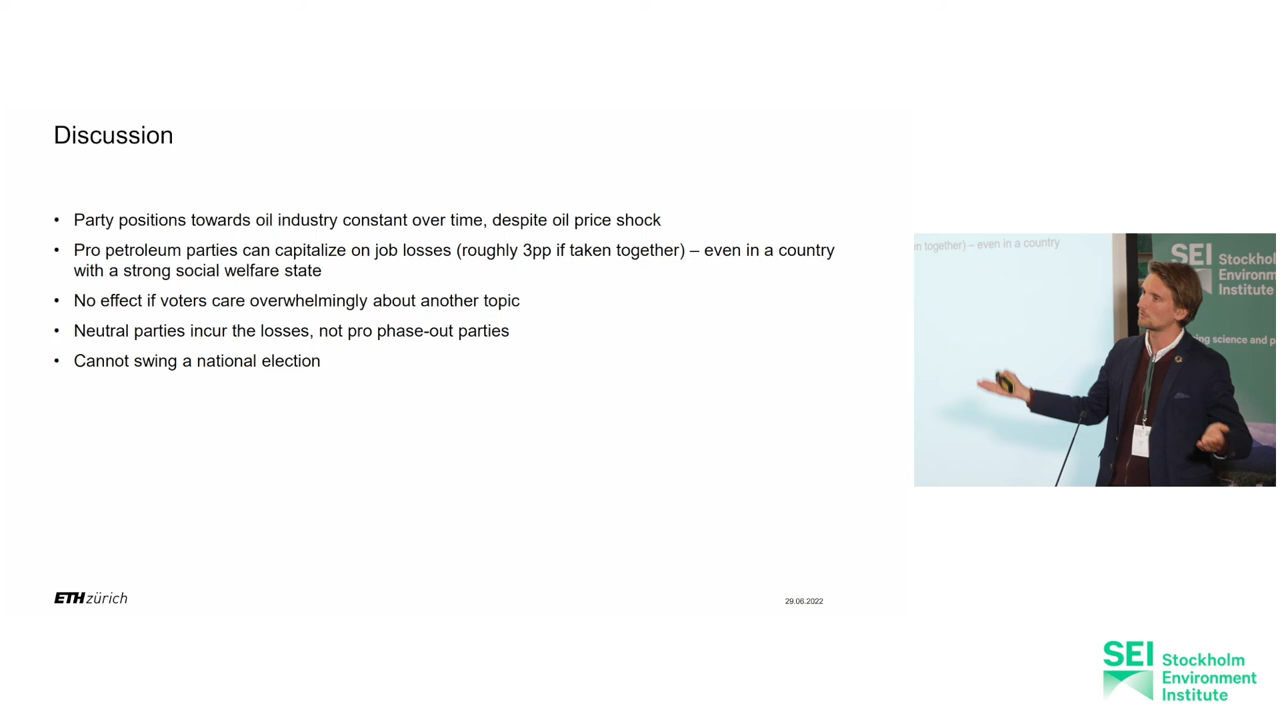 Discussion
• Party positions towards oil industry constant over time, despite oil price shock
• Pro petroleum parties can capitalize on job losses (roughly 3pp if taken together) – even in a country
with a strong social welfare state
• No effect if voters care overwhelmingly about another topic
• Neutral parties incur the losses, not pro phase-out parties
• Cannot swing a national election
ETH zürich
29.06.2022
together) – even in a country
SEI
Stockho
Environm
Institute
science and p
SEI
Stockholm
Environment
Institute